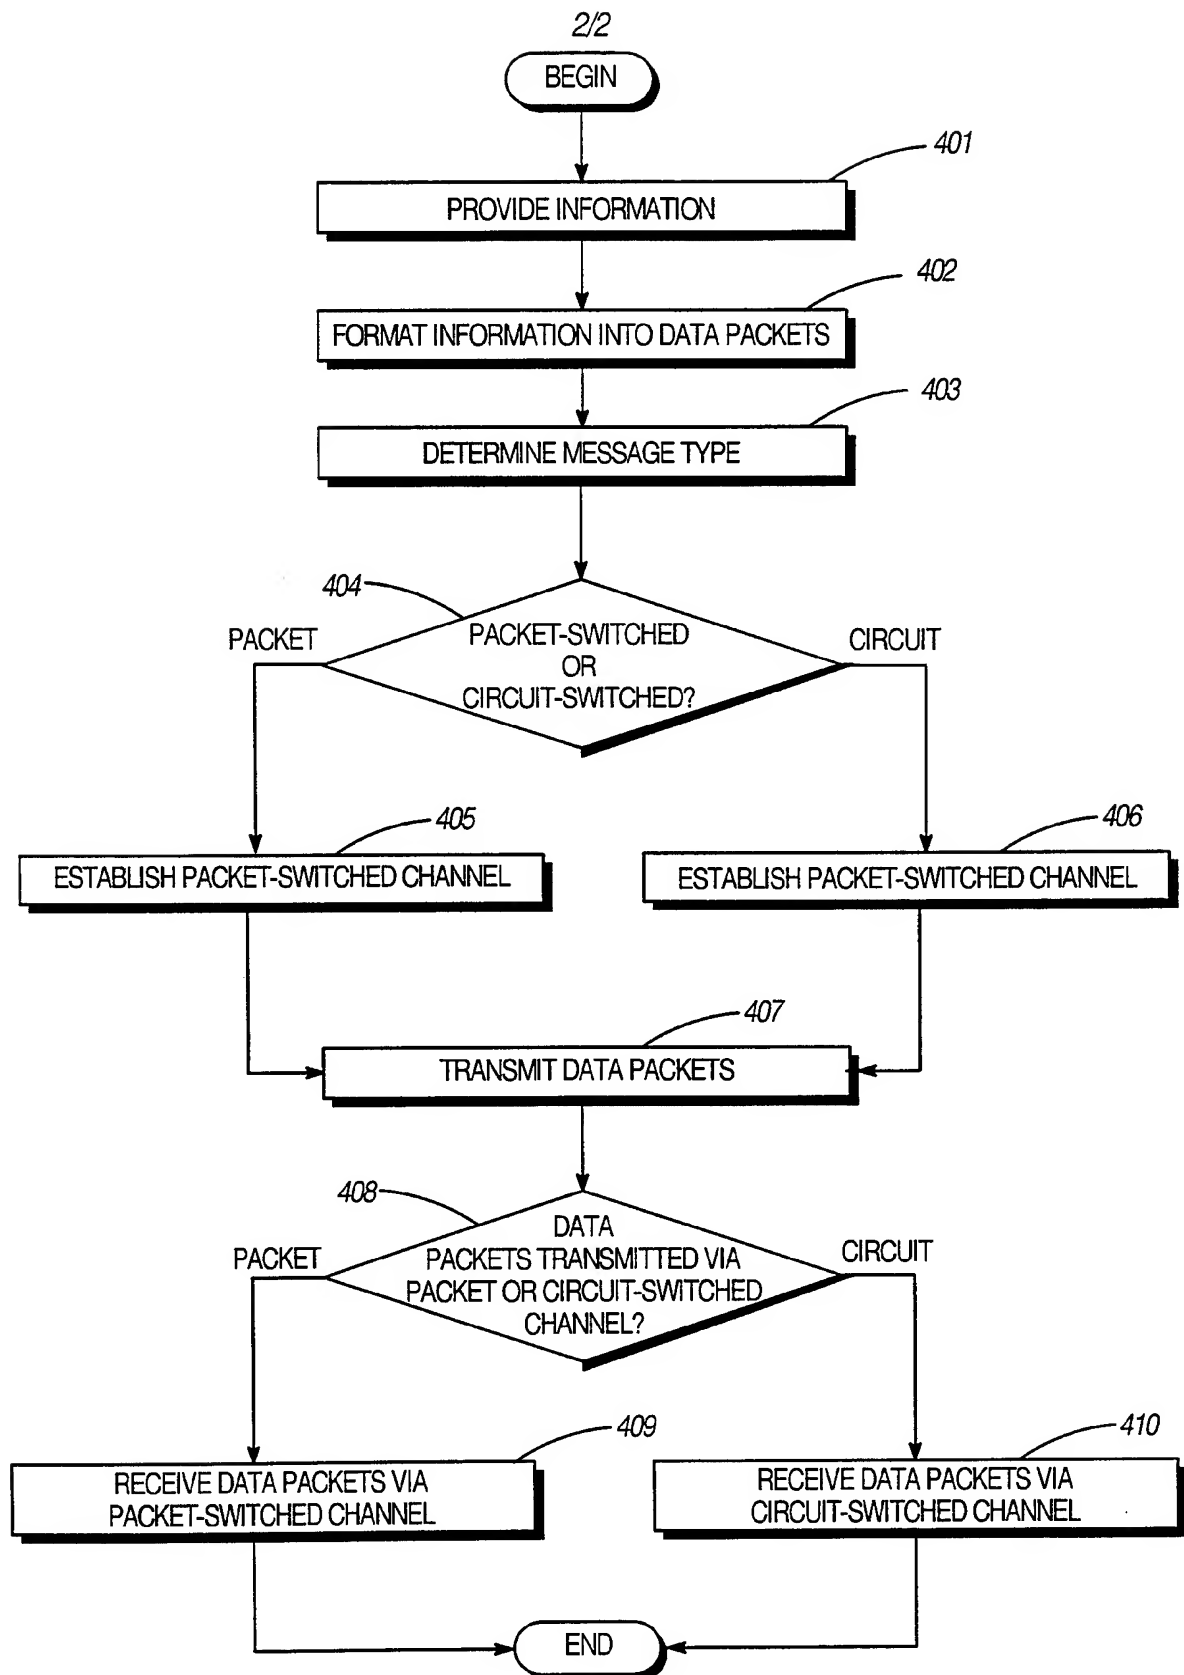 2/2
BEGIN
401
PROVIDE INFORMATION
402
FORMAT INFORMATION INTO DATA PACKETS
403
DETERMINE MESSAGE TYPE
404
PACKET
PACKET-SWITCHED
OR
CIRCUIT-SWITCHED?
CIRCUIT
405
ESTABLISH PACKET-SWITCHED CHANNEL
406
ESTABLISH PACKET-SWITCHED CHANNEL
407
TRANSMIT DATA PACKETS
408
PACKET
DATA
PACKETS TRANSMITTED VIA
PACKET OR CIRCUIT-SWITCHED
CHANNEL?
CIRCUIT
409
RECEIVE DATA PACKETS VIA
PACKET-SWITCHED CHANNEL
410
RECEIVE DATA PACKETS VIA
CIRCUIT-SWITCHED CHANNEL
END